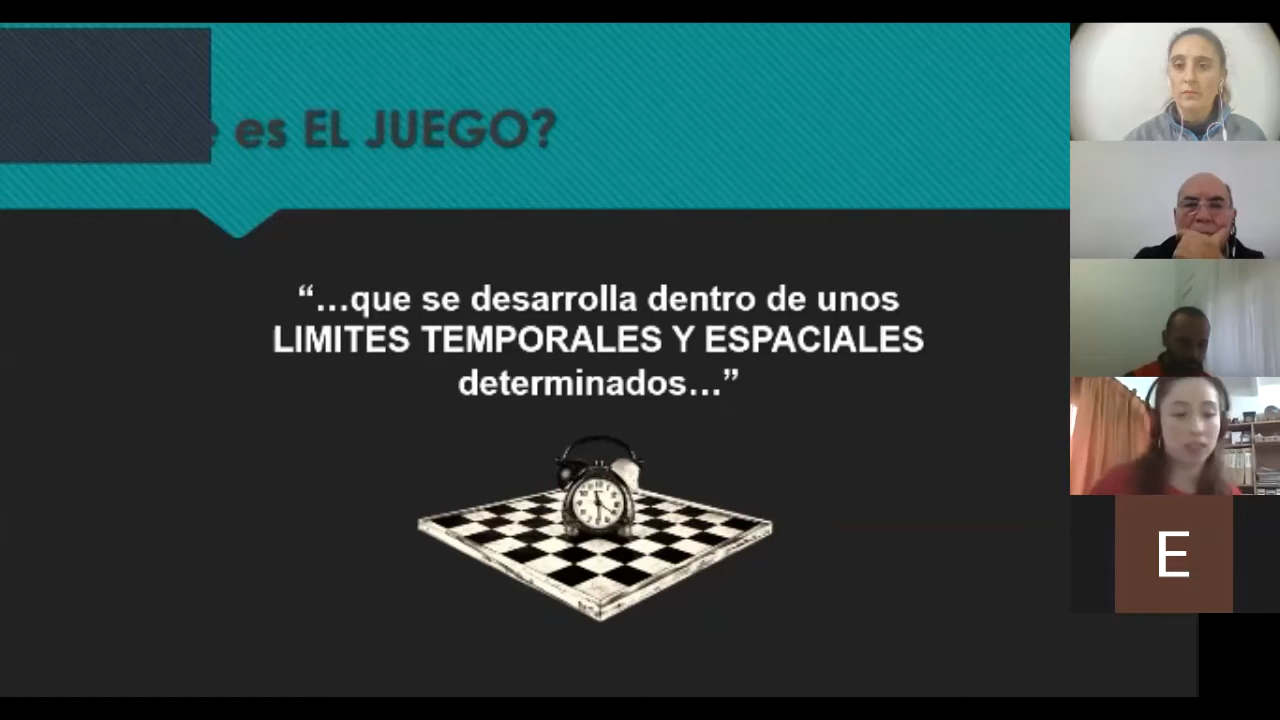 es EL JUEGO?
“...que se desarrolla dentro de unos
LIMITES TEMPORALES Y ESPACIALES
determinados...”
E